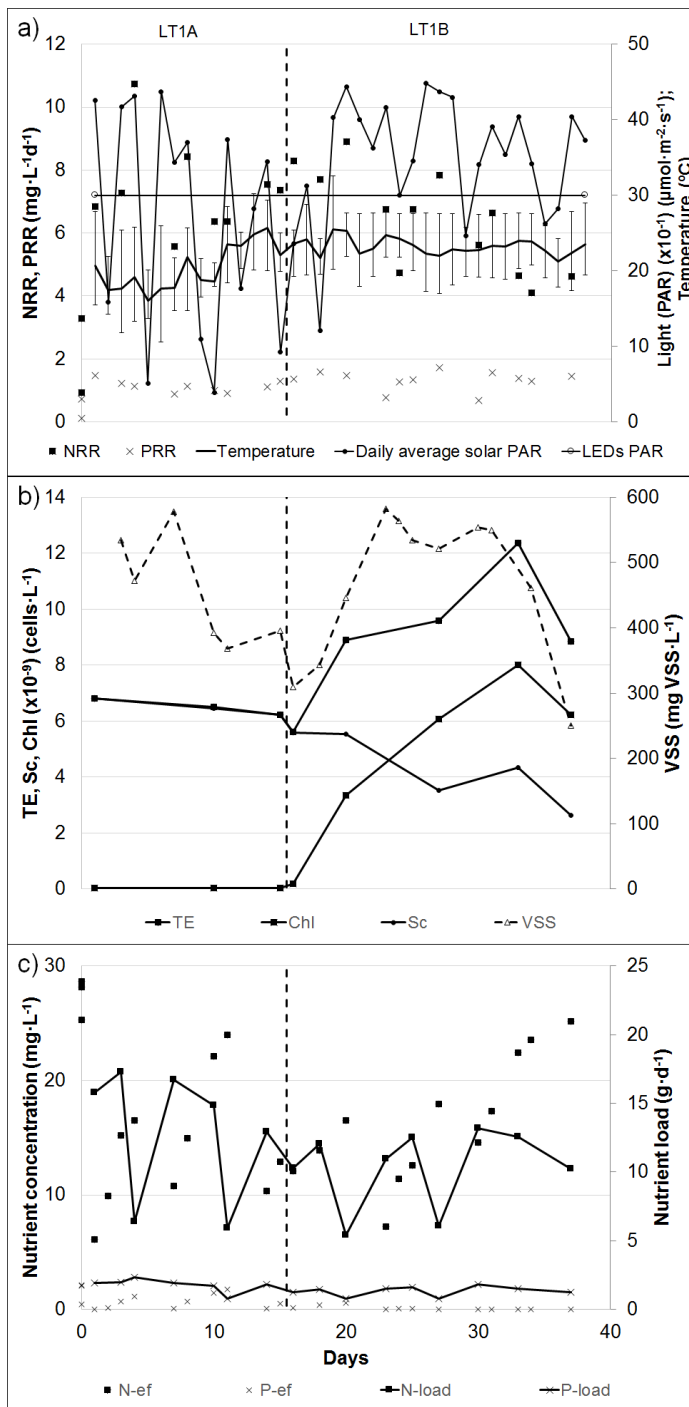 LT1A LT1B
a)
12
10
8
6
4
2
0
NRR, PRR (mg·L-1d-1)
50
40
30
20
10
0
Light (PAR) (x10-1) (µmol·m-2·s-1);
Temperature (ºC)
NRR PRR Temperature Daily average solar PAR LEDs PAR
b)
14
12
10
8
6
4
2
0
TE, Sc, Chl (x10-9) (cells·L-1)
600
500
400
300
200
100
0
VSS (mg VSS·L-1)
TE Chl Sc VSS
c)
30
20
10
0
Nutrient concentration (mg·L-1)
25
20
15
10
5
0
Nutrient load (g·d-1)
0 10 20 30 40
Days
N-ef P-ef N-load P-load